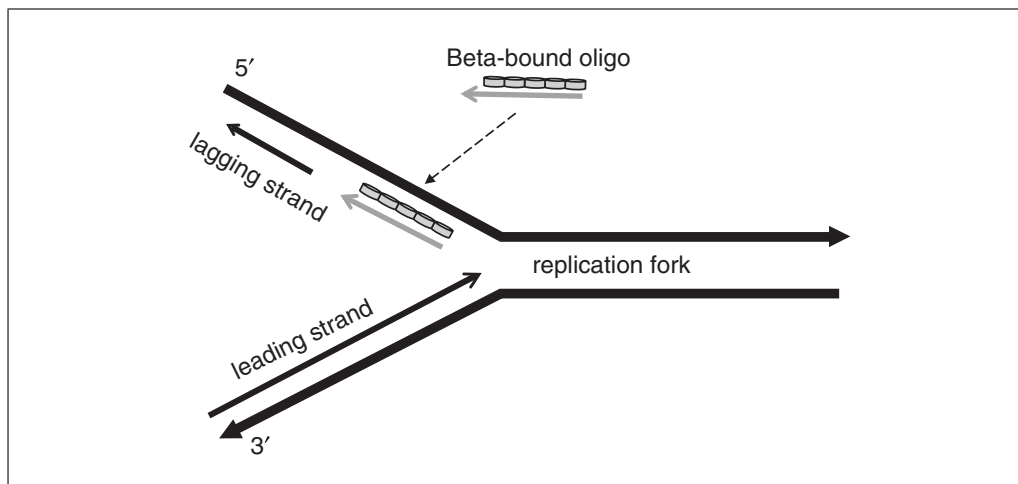 Beta-bound oligo
5′
lagging strand
replication fork
leading strand
3′